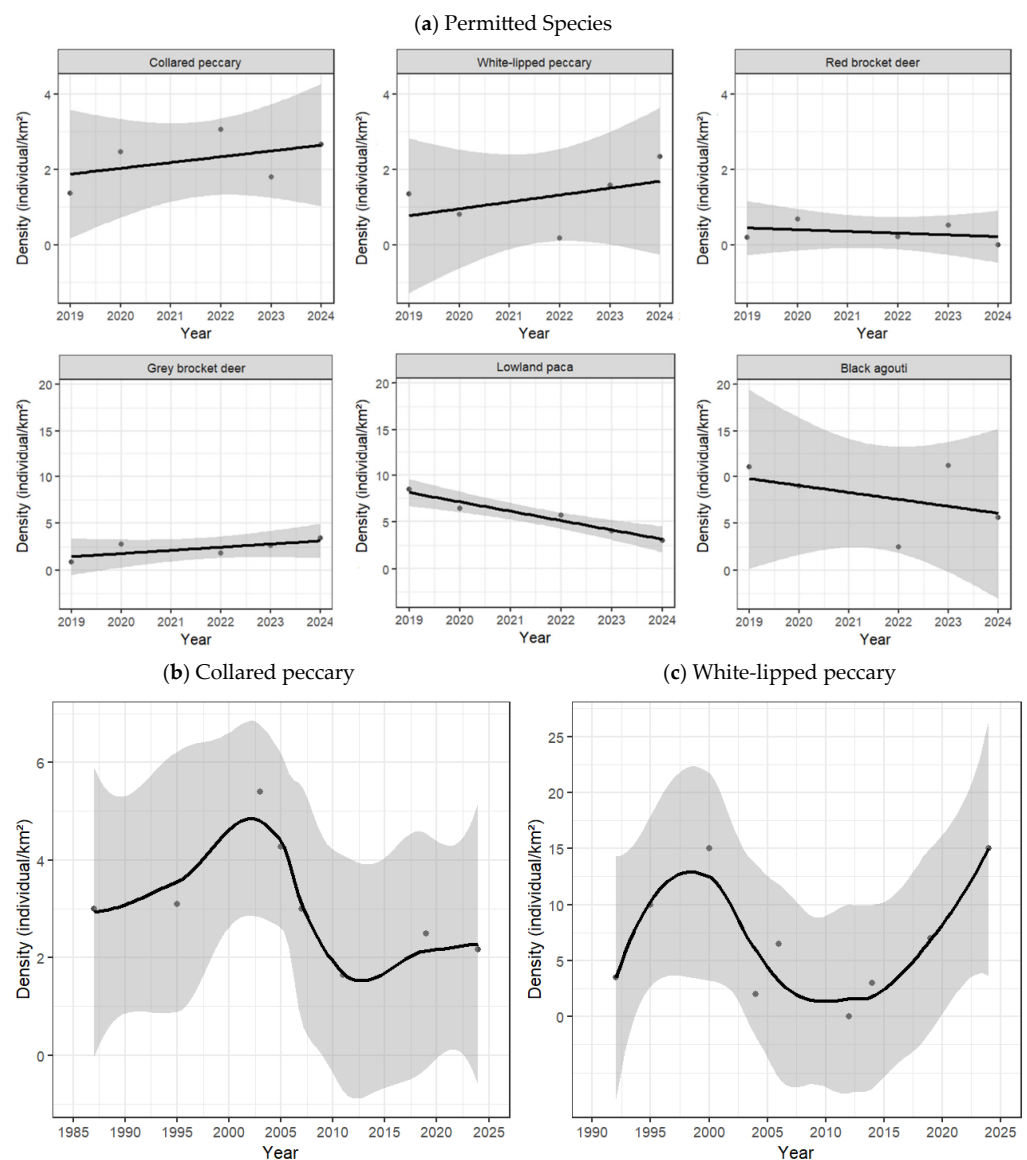 (a) Permitted Species
Collared peccary
White-lipped peccary
Red brocket deer
Density (individual/km²)
4
2
0
2019 2020 2021 2022 2023 2024
Year
Density (individual/km²)
4
2
0
2019 2020 2021 2022 2023 2024
Year
Density (individual/km²)
4
2
0
2019 2020 2021 2022 2023 2024
Year
Grey brocket deer
Lowland paca
Black agouti
Density (individual/km²)
20
15
10
5
0
2019 2020 2021 2022 2023 2024
Year
Density (individual/km²)
20
15
10
5
0
2019 2020 2021 2022 2023 2024
Year
Density (individual/km²)
20
15
0
5
0
2019 2020 2021 2022 2023 2024
Year
(b) Collared peccary
(c) White-lipped peccary
Density (individual/km²)
6
4
2
0
1985 1990 1995 2000 2005 2010 2015 2020 2025
Year
Density (individual/km²)
25
20
15
10
5
0
1990 1995 2000 2005 2010 2015 2020 2025
Year